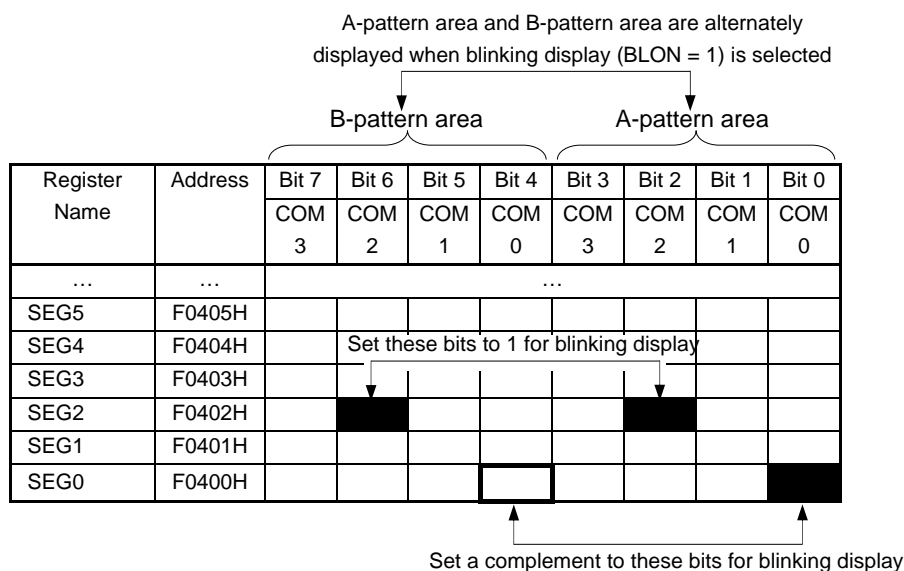 A-pattern area and B-pattern area are alternately
displayed when blinking display (BLON = 1) is selected
B-pattern area A-pattern area
Register Name Address Bit 7 Bit 6 Bit 5 Bit 4 Bit 3 Bit 2 Bit 1 Bit 0
COM 3 COM 2 COM 1 COM 0 COM 3 COM 2 COM 1 COM 0
… … …
SEG5 F0405H
SEG4 F0404H Set these bits to 1 for blinking display
SEG3 F0403H
SEG2 F0402H
SEG1 F0401H
SEG0 F0400H
Set a complement to these bits for blinking display